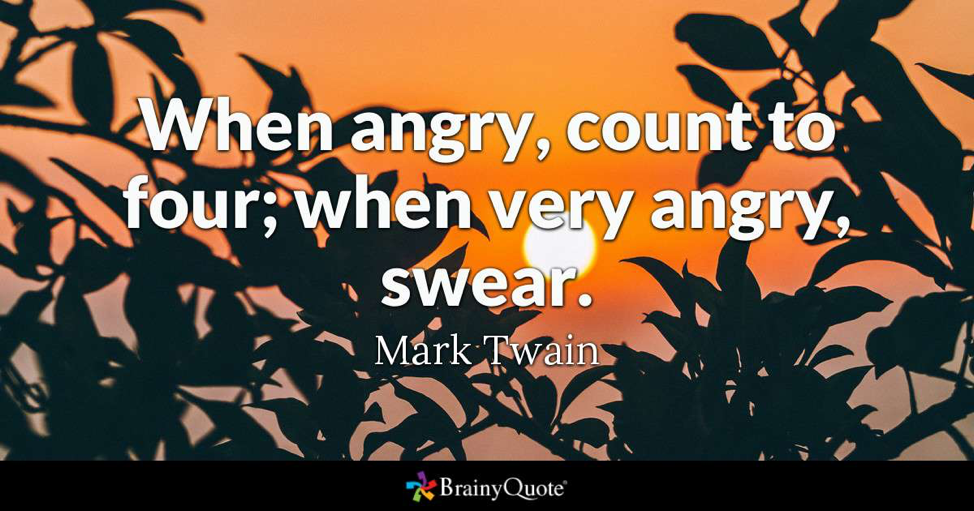 When angry, count to
four; when very angry,
swear.
Mark Twain
BrainyQuote®